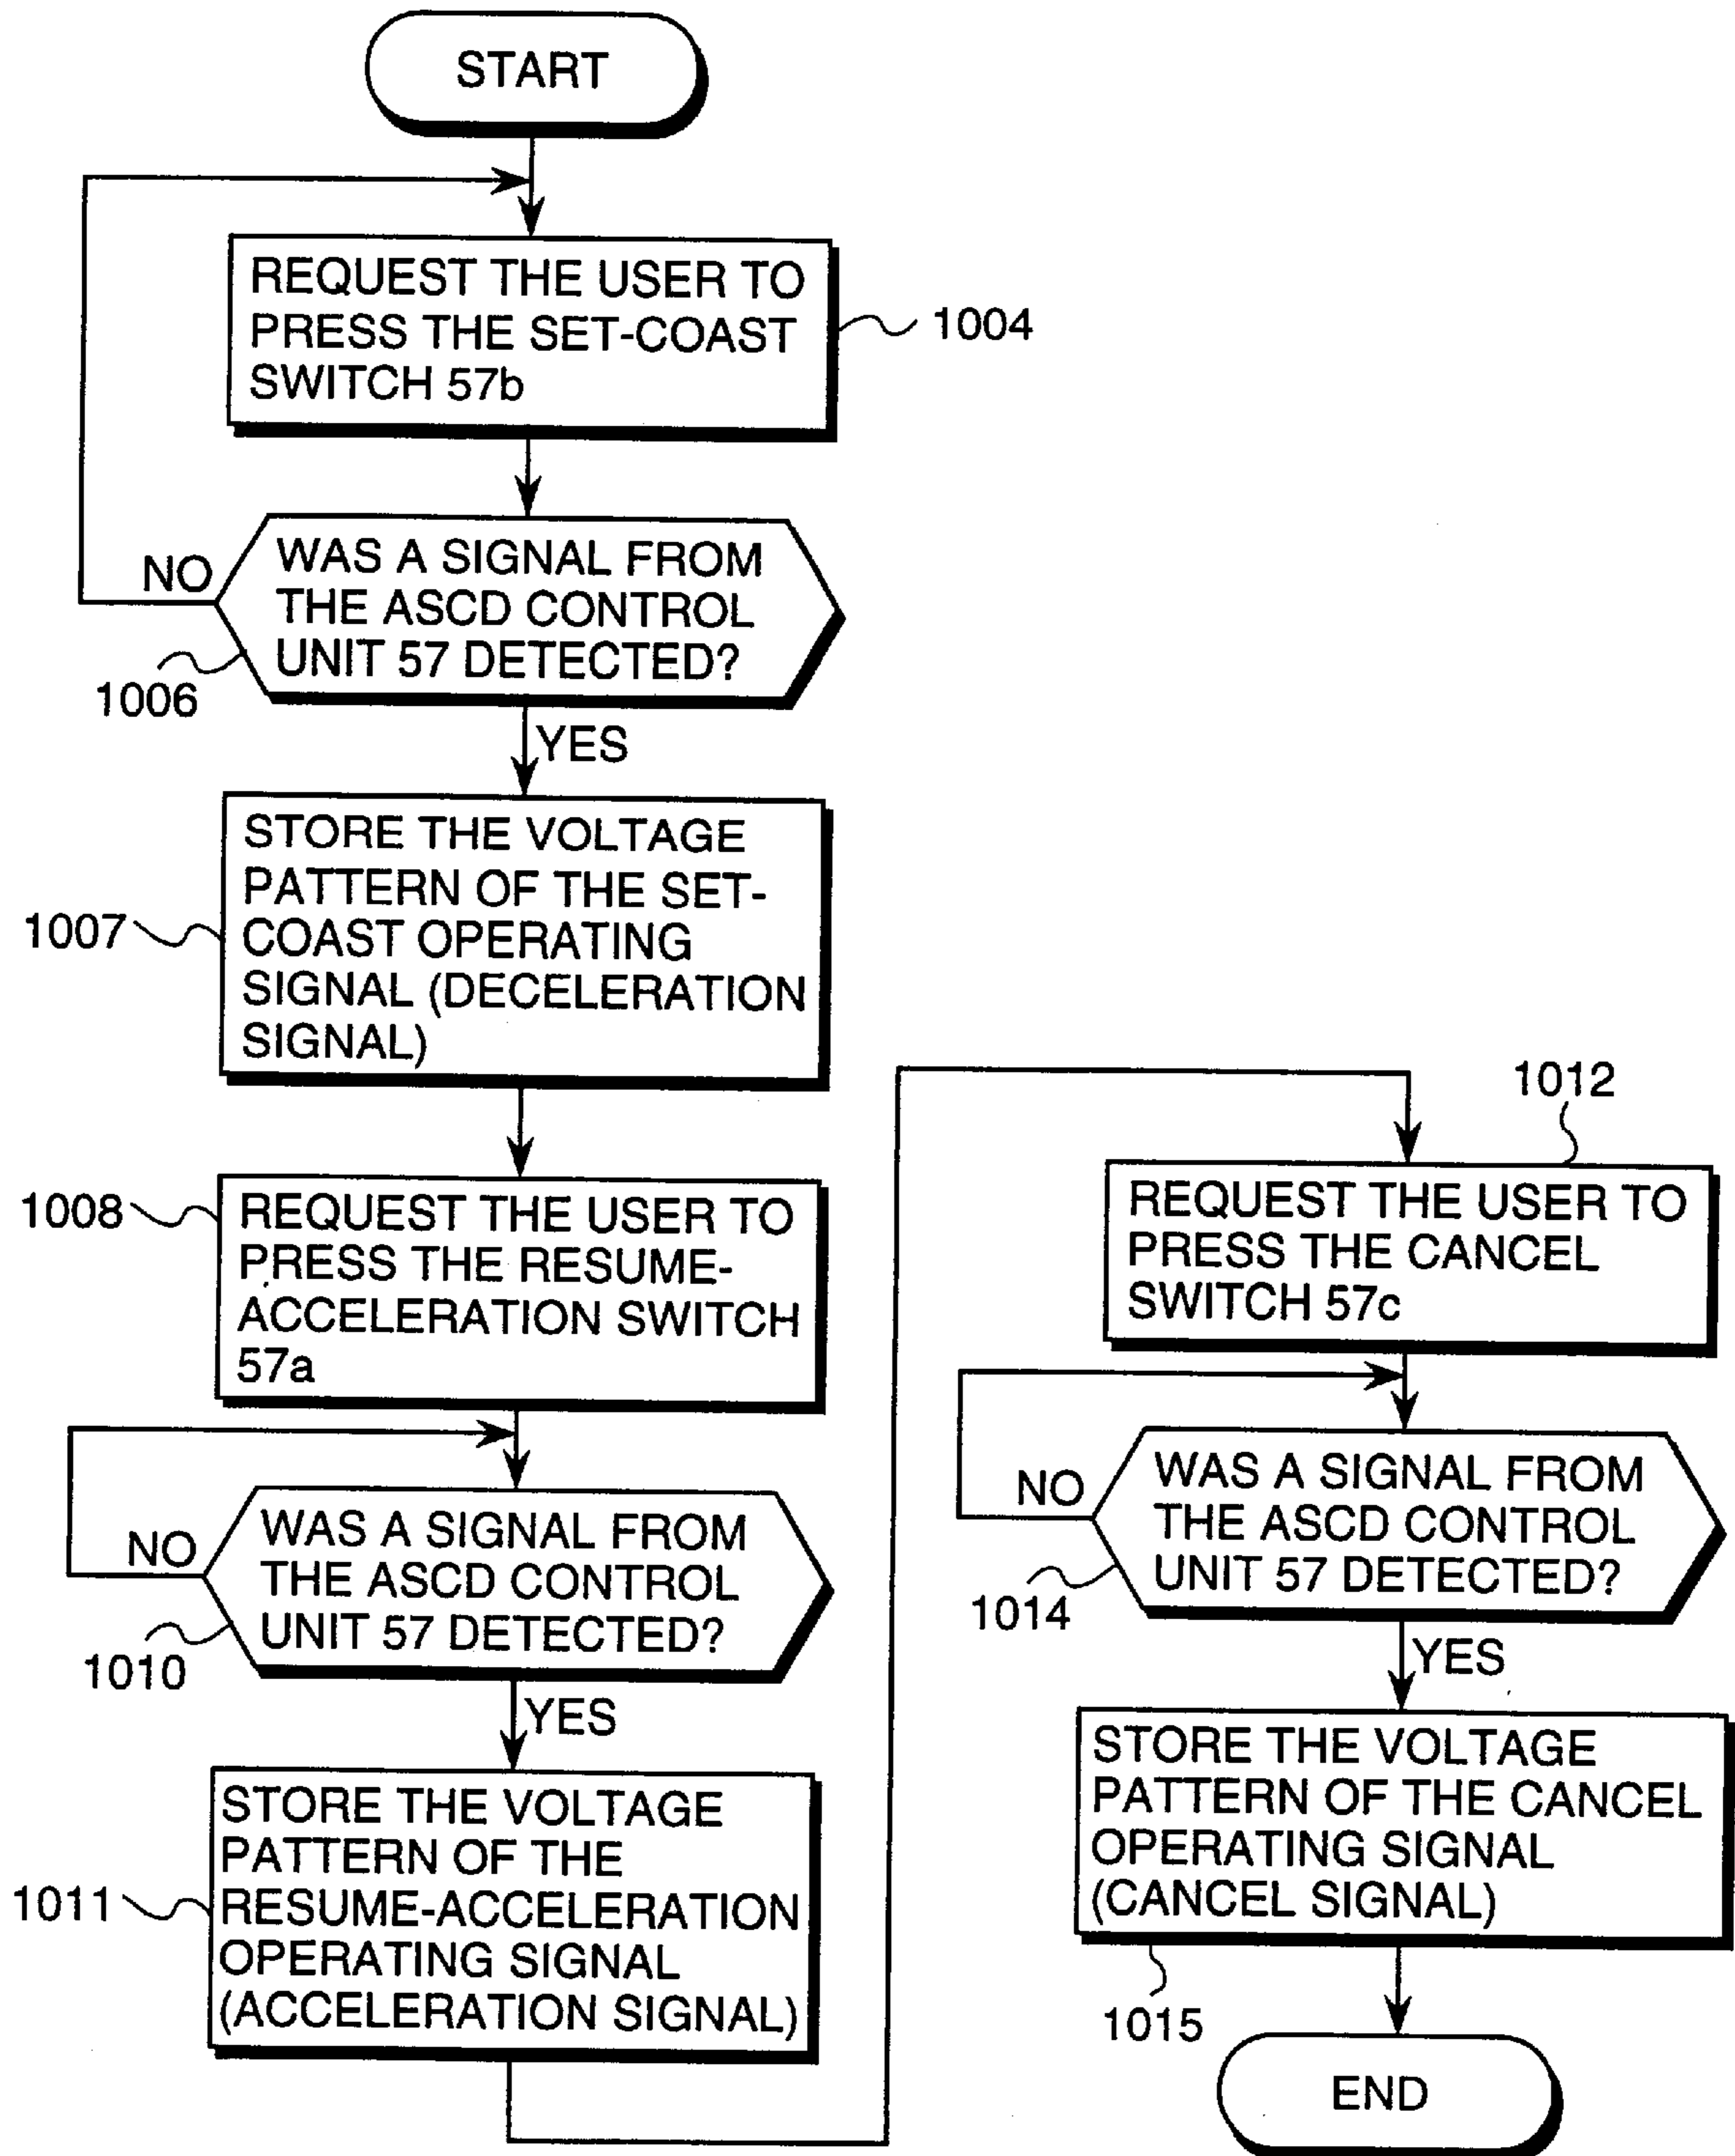 START
REQUEST THE USER TO
PRESS THE SET-COAST
SWITCH 57b
1004
WAS A SIGNAL FROM
THE ASCD CONTROL
UNIT 57 DETECTED?
NO
1006
YES
STORE THE VOLTAGE
PATTERN OF THE SET-
COAST OPERATING
SIGNAL (DECELERATION
SIGNAL)
1007
REQUEST THE USER TO
PRESS THE RESUME-
ACCELERATION SWITCH
57a
1008
WAS A SIGNAL FROM
THE ASCD CONTROL
UNIT 57 DETECTED?
NO
1010
YES
STORE THE VOLTAGE
PATTERN OF THE
RESUME-ACCELERATION
OPERATING SIGNAL
(ACCELERATION SIGNAL)
1011
1012
REQUEST THE USER TO
PRESS THE CANCEL
SWITCH 57c
WAS A SIGNAL FROM
THE ASCD CONTROL
UNIT 57 DETECTED?
NO
1014
YES
STORE THE VOLTAGE
PATTERN OF THE CANCEL
OPERATING SIGNAL
(CANCEL SIGNAL)
1015
END